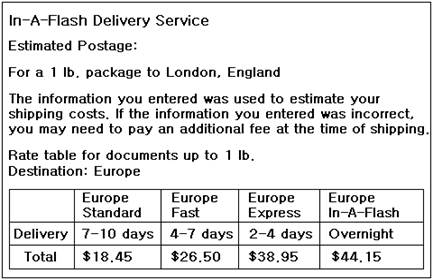 In-A-Flash Delivery Service
Estimated Postage:
For a 1 lb. package to London, England
The information you entered was used to estimate your
shipping costs. If the information you entered was incorrect,
you may need to pay an additional fee at the time of shipping.
Rate table for documents up to 1 lb.
Destination: Europe
Europe Standard Europe Fast Europe Express Europe In-A-Flash
Delivery 7-10 days 4-7 days 2-4 days Overnight
Total $18.45 $26.50 $38.95 $44.15